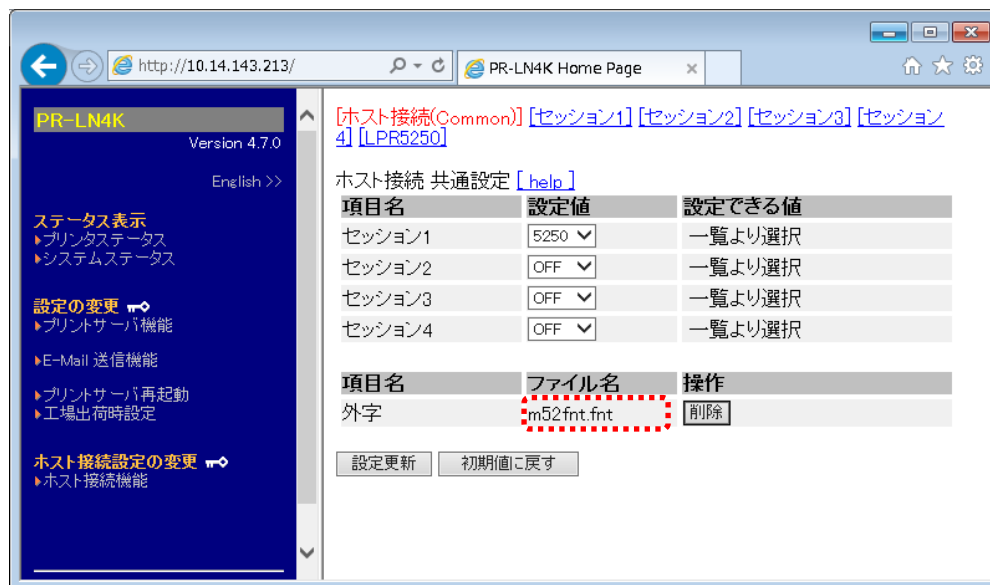 http://10.14.143.213/
PR-LN4K Home Page
PR-LN4K
Version 4.7.0
English >>
ステータス表示
プリンタステータス
システムステータス
設定の変更
プリントサーバ機能
E-Mail 送信機能
プリントサーバ再起動
工場出荷時設定
ホスト接続設定の変更
ホスト接続機能
[ホスト接続(Common)] [セッション1] [セッション2] [セッション3] [セッション
4] [LPR5250]
ホスト接続 共通設定 [ help ]
項目名 設定値 設定できる値
セッション1 5250 一覧より選択
セッション2 OFF 一覧より選択
セッション3 OFF 一覧より選択
セッション4 OFF 一覧より選択
項目名 ファイル名 操作
外字 m52fnt.fnt 削除
設定更新 初期値に戻す